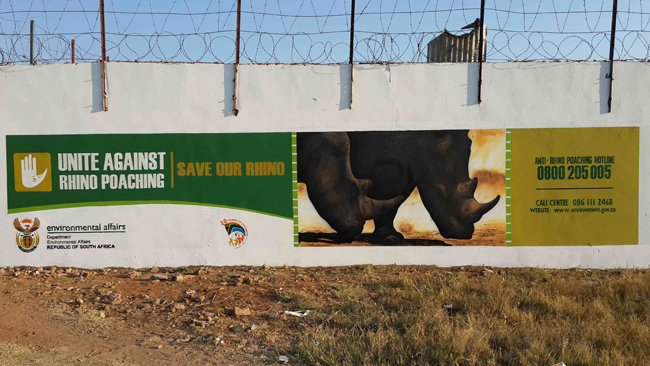 UNITE AGAINST
RHINO POACHING
SAVE OUR RHINO
environmental affairs
Department:
Environmental Affairs
REPUBLIC OF SOUTH AFRICA
20
ANTI-RHINO POACHING HOTLINE
0800 205 005
CALL CENTRE 086 111 2468
WEBSITE www.environment.gov.za